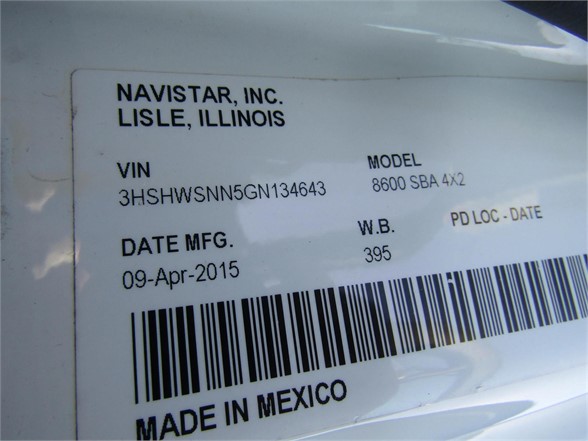 NAVISTAR, INC.
LISLE, ILLINOIS
VIN
3HSHWSNN5GN134643
MODEL
8600 SBA 4X2
DATE MFG.
09-Apr-2015
W.B.
395
PD LOC - DATE
MADE IN MEXICO